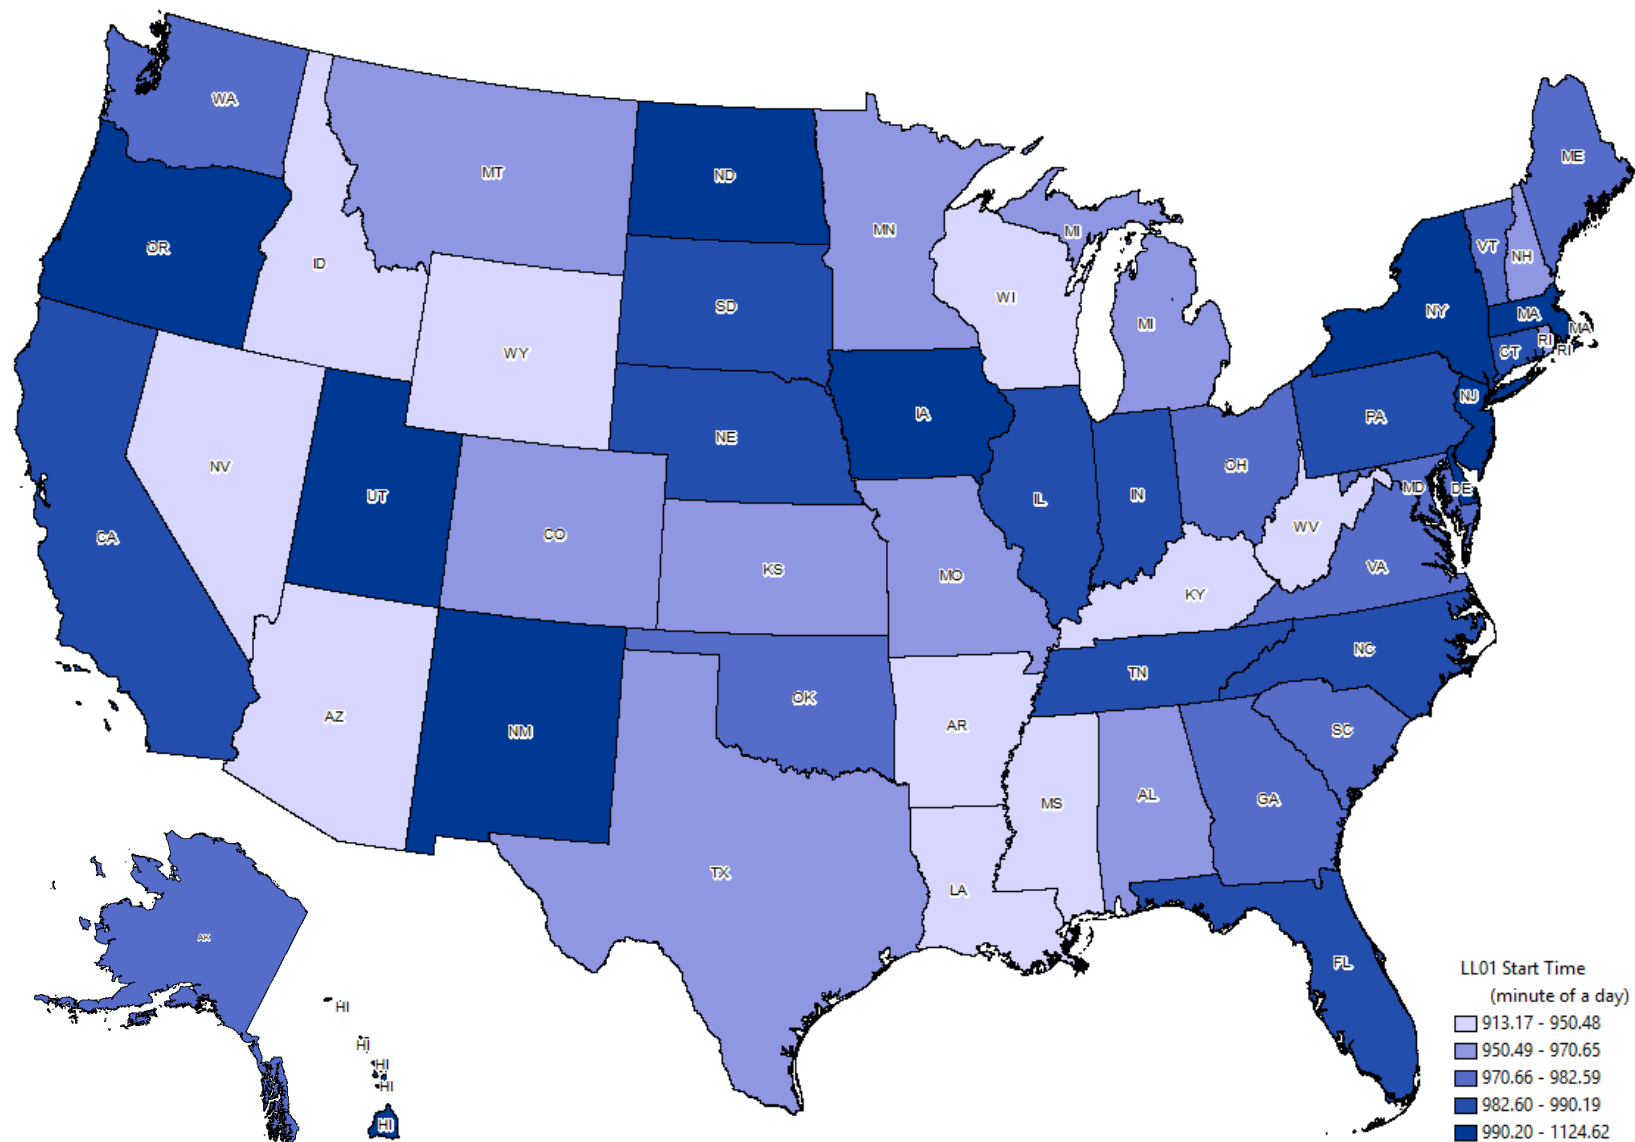 WA
MT
ND
ME
MN
MI
VT
NH
OR
ID
WI
SD
NY
MA
MA
MI
RI
RI
CT
WY
NJ
IA
PA
NE
NV
UT
OH
MD
DE
IL
IN
WV
CA
CO
KS
MO
VA
KY
NC
TN
OK
AZ
NM
AR
SC
MS
AL
GA
TX
LA
AK
FL
HI
HI
HI
HI
HI
LL01 Start Time
(minute of a day)
913.17 - 950.48
950.49 - 970.65
970.66 - 982.59
982.60 - 990.19
990.20 - 1124.62